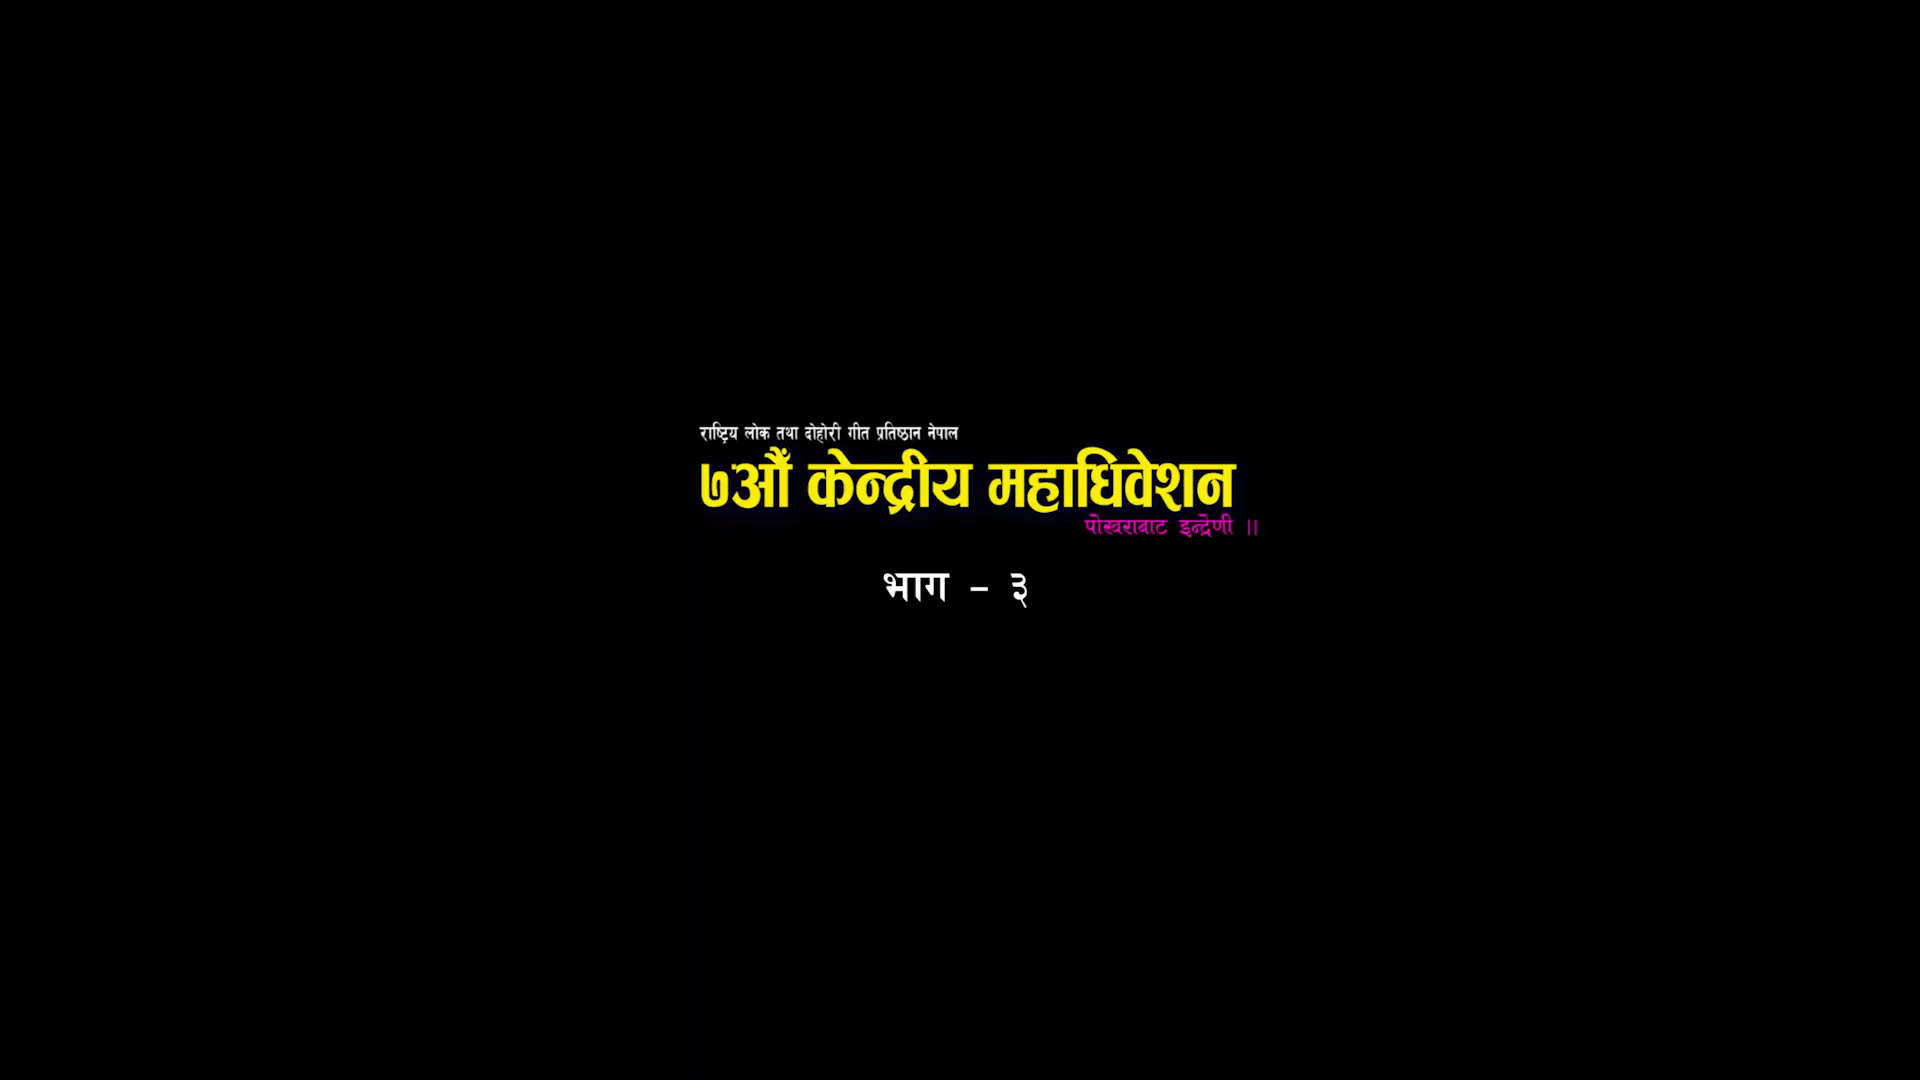 राष्ट्रिय लोक तथा दोहोरी गीत प्रतिष्ठान नेपाल
७औँ केन्द्रीय महाधिवेशन
पोखराबाट इन्द्रेणी ||
भाग - ३